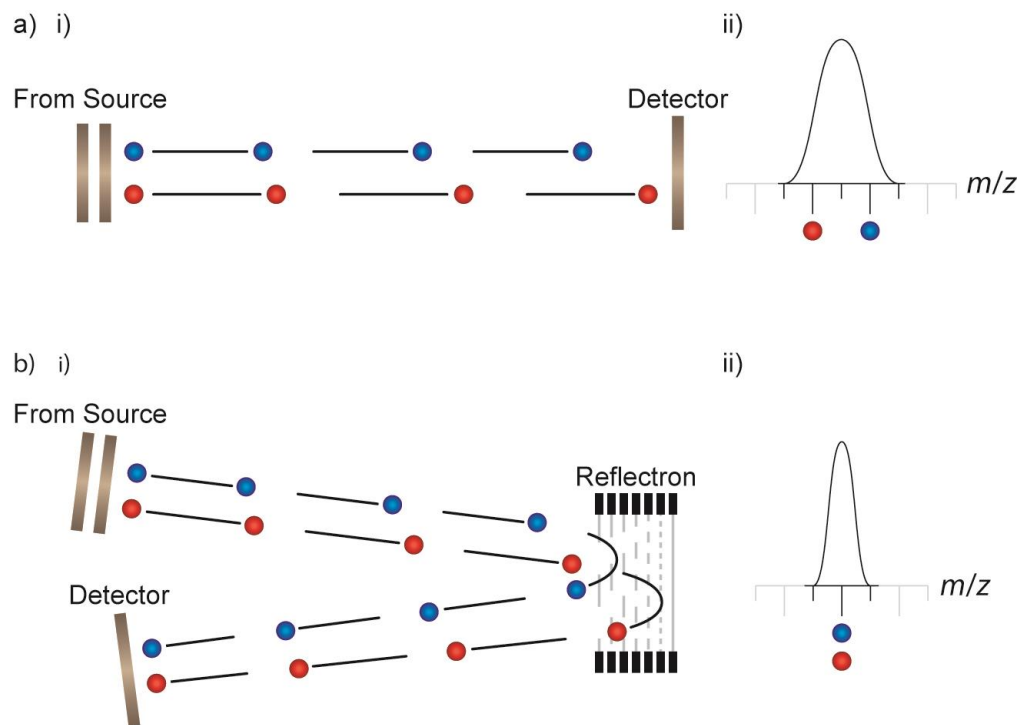 a) i)
ii)
From Source
Detector
m/z
b) i)
ii)
From Source
Reflectron
Detector
m/z